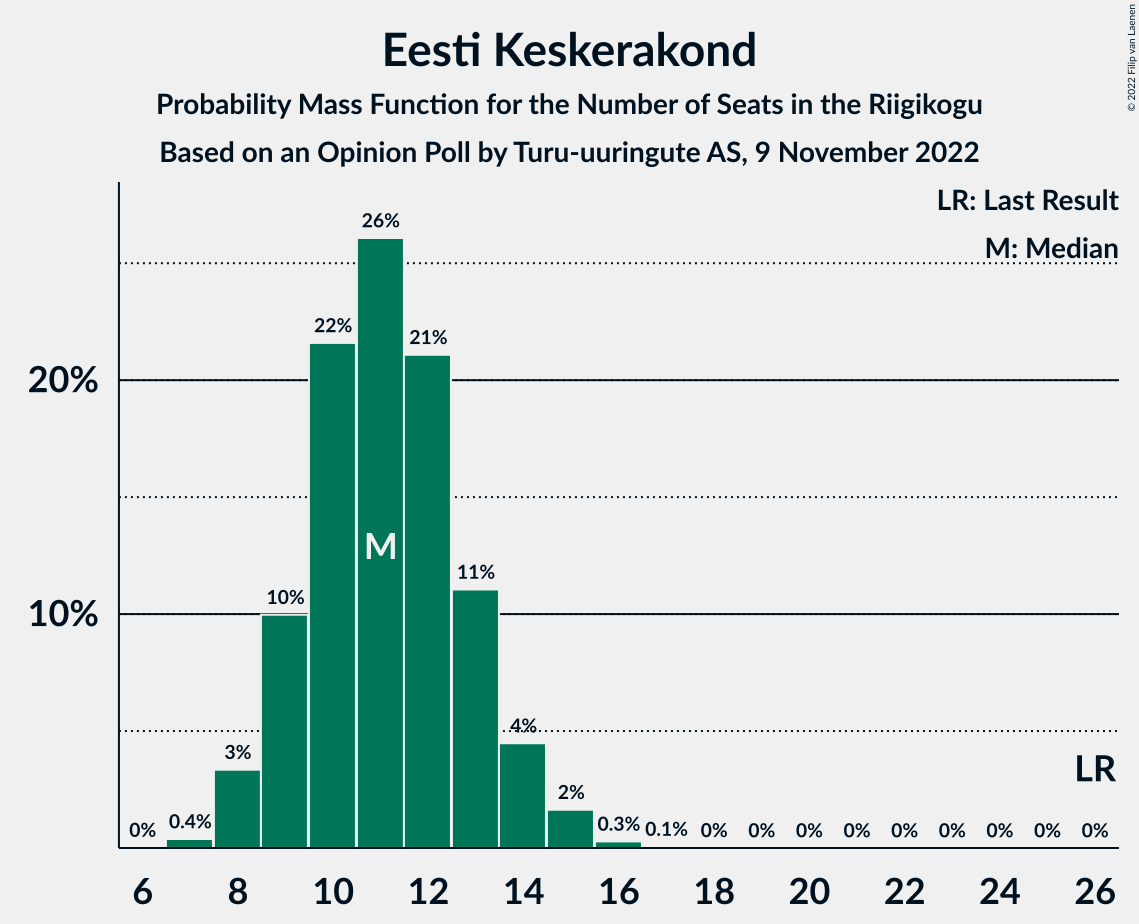 Eesti Keskerakond
Probability Mass Function for the Number of Seats in the Riigikogu
Based on an Opinion Poll by Turu-uuringute AS, 9 November 2022
© 2022 Filip van Laenen
LR: Last Result
M: Median
26%
22%
21%
20%
M
11%
10%
10%
4%
3%
LR
2%
0% 0.4% 0.3% 0.1% 0% 0% 0% 0% 0% 0% 0% 0% 0%
6 8 10 12 14 16 18 20 22 24 26